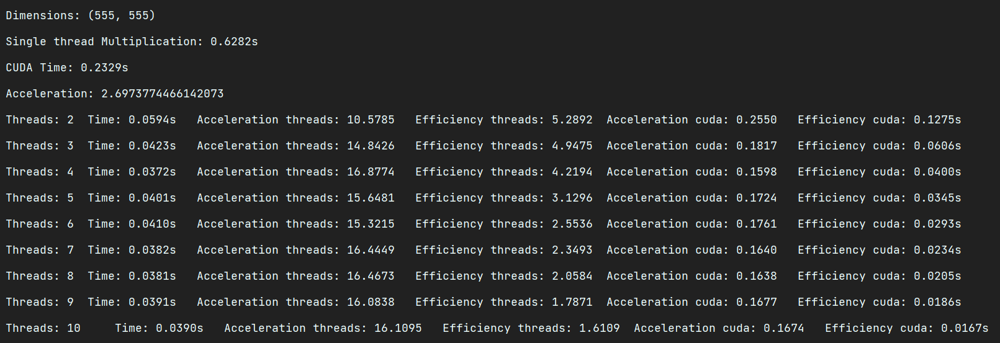 Dimensions: (555, 555)
Single thread Multiplication: 0.6282s
CUDA Time: 0.2329s
Acceleration: 2.6973774466142073
Threads: 2  Time: 0.0594s   Acceleration threads: 10.5785   Efficiency threads: 5.2892  Acceleration cuda: 0.2550   Efficiency cuda: 0.1275s
Threads: 3  Time: 0.0423s   Acceleration threads: 14.8426   Efficiency threads: 4.9475  Acceleration cuda: 0.1817   Efficiency cuda: 0.0606s
Threads: 4  Time: 0.0372s   Acceleration threads: 16.8774   Efficiency threads: 4.2194  Acceleration cuda: 0.1598   Efficiency cuda: 0.0400s
Threads: 5  Time: 0.0401s   Acceleration threads: 15.6481   Efficiency threads: 3.1296  Acceleration cuda: 0.1724   Efficiency cuda: 0.0345s
Threads: 6  Time: 0.0410s   Acceleration threads: 15.3215   Efficiency threads: 2.5536  Acceleration cuda: 0.1761   Efficiency cuda: 0.0293s
Threads: 7  Time: 0.0382s   Acceleration threads: 16.4449   Efficiency threads: 2.3493  Acceleration cuda: 0.1640   Efficiency cuda: 0.0234s
Threads: 8  Time: 0.0381s   Acceleration threads: 16.4673   Efficiency threads: 2.0584  Acceleration cuda: 0.1638   Efficiency cuda: 0.0205s
Threads: 9  Time: 0.0391s   Acceleration threads: 16.0838   Efficiency threads: 1.7871  Acceleration cuda: 0.1677   Efficiency cuda: 0.0186s
Threads: 10     Time: 0.0390s   Acceleration threads: 16.1095   Efficiency threads: 1.6109  Acceleration cuda: 0.1674   Efficiency cuda: 0.0167s